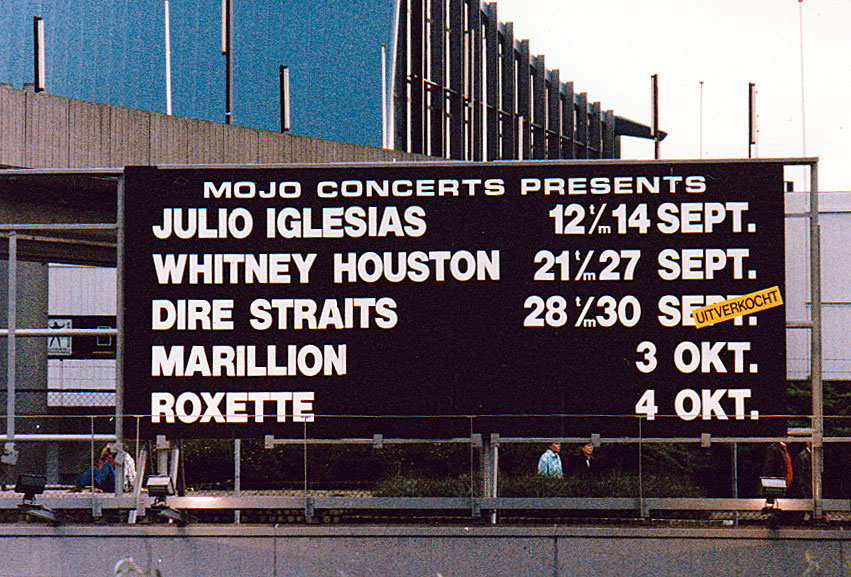 MOJO CONCERTS PRESENTS
JULIO IGLESIAS 12 t/m 14 SEPT.
WHITNEY HOUSTON 21 t/m 27 SEPT.
DIRE STRAITS 28 t/m 30 SEPT.
UITVERKOCHT
MARILLION 3 OKT.
ROXETTE 4 OKT.